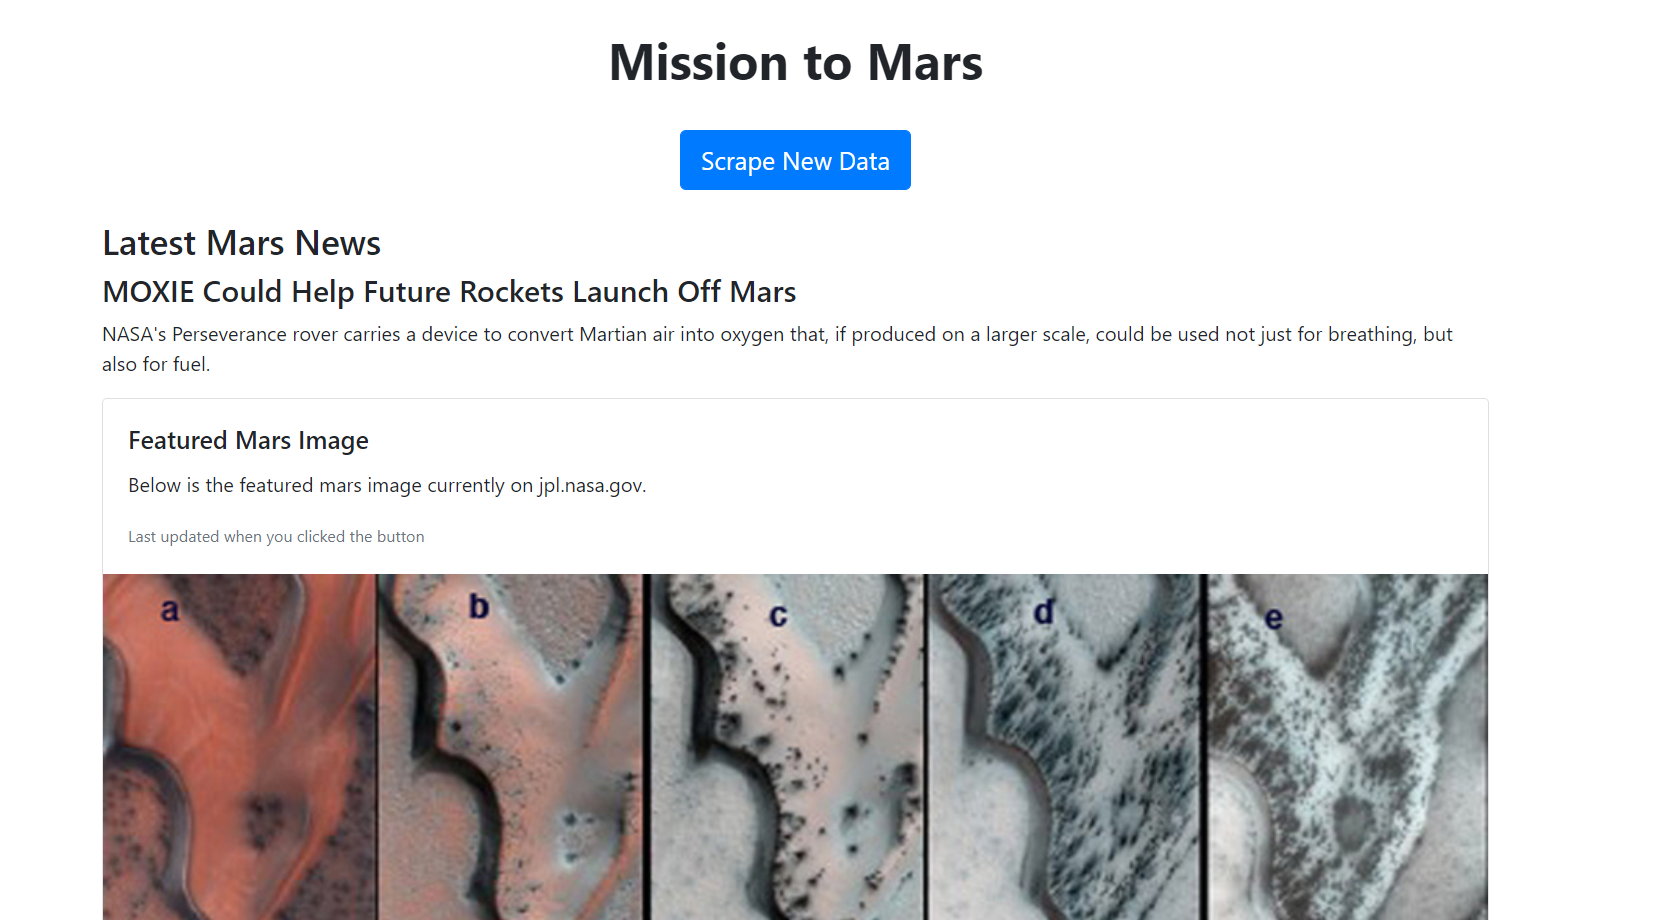 Mission to Mars
Scrape New Data
Latest Mars News
MOXIE Could Help Future Rockets Launch Off Mars
NASA's Perseverance rover carries a device to convert Martian air into oxygen that, if produced on a larger scale, could be used not just for breathing, but
also for fuel.
Featured Mars Image
Below is the featured mars image currently on jpl.nasa.gov.
Last updated when you clicked the button
a b c d e